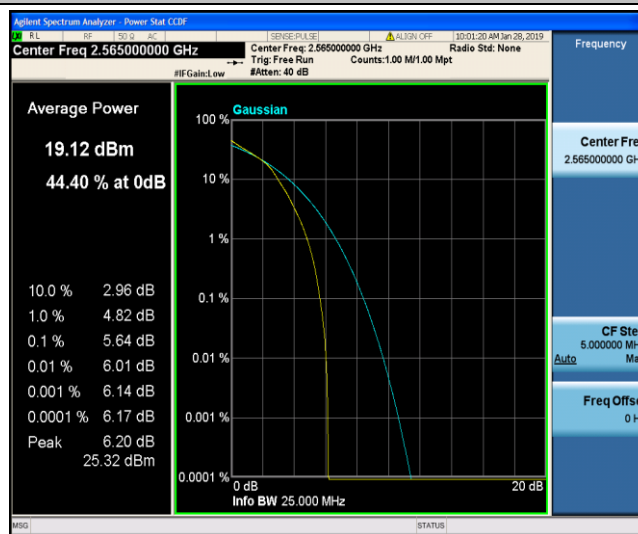 Agilent Spectrum Analyzer - Power Stat CCDF
RL RF 50 Ω AC SENSE:PULSE ALIGN OFF 10:01:20 AM Jan 28, 2019
Center Freq 2.565000000 GHz Center Freq: 2.565000000 GHz Radio Std: None
Trig: Free Run Counts:1.00 M/1.00 Mpt
#IFGain:Low #Atten: 40 dB
Frequency
Average Power
19.12 dBm
44.40 % at 0dB
10.0 % 2.96 dB
1.0 % 4.82 dB
0.1 % 5.64 dB
0.01 % 6.01 dB
0.001 % 6.14 dB
0.0001 % 6.17 dB
Peak 6.20 dB
25.32 dBm
Gaussian
100 %
10 %
1 %
0.1 %
0.01 %
0.001 %
0.0001 %
0 dB 20 dB
Info BW 25.000 MHz
Center Fre
2.565000000 GH
CF Ste
5.000000 MH
Auto Ma
Freq Offse
0 H
MSG STATUS